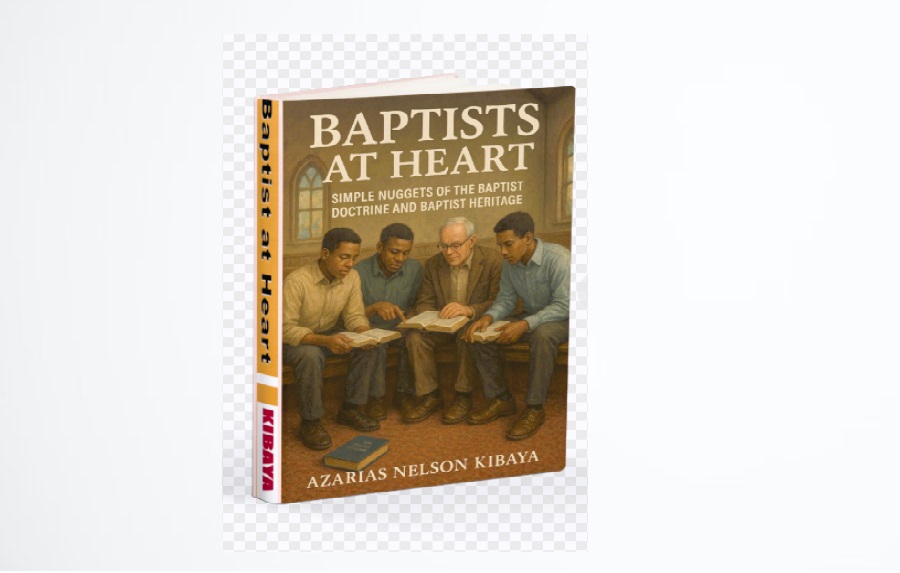 BAPTISTS
AT HEART
SIMPLE NUGGETS OF THE BAPTIST
DOCTRINE AND BAPTIST HERITAGE
AZARIAS NELSON KIBAYA
Baptist at Heart
KIBAYA